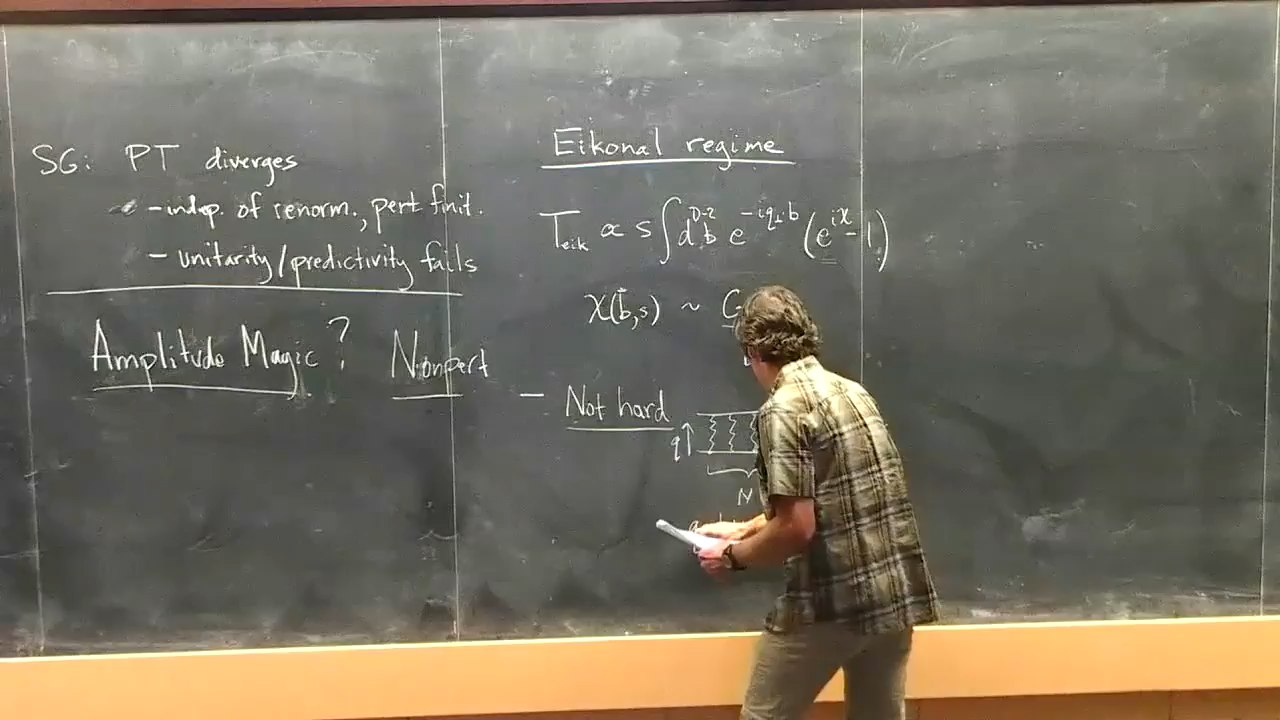 SG: PT diverges
- indep. of renorm., pert finit.
- unitarity/predictivity fails
Amplitude Magic? Nonpert
Eikonal regime
T_eik ∝ s ∫ d^{D-2}b e^{-iq⊥·b} (e^{iχ} - 1)
χ(b⃗,s) ~ G
- Not hard
q ↑
N